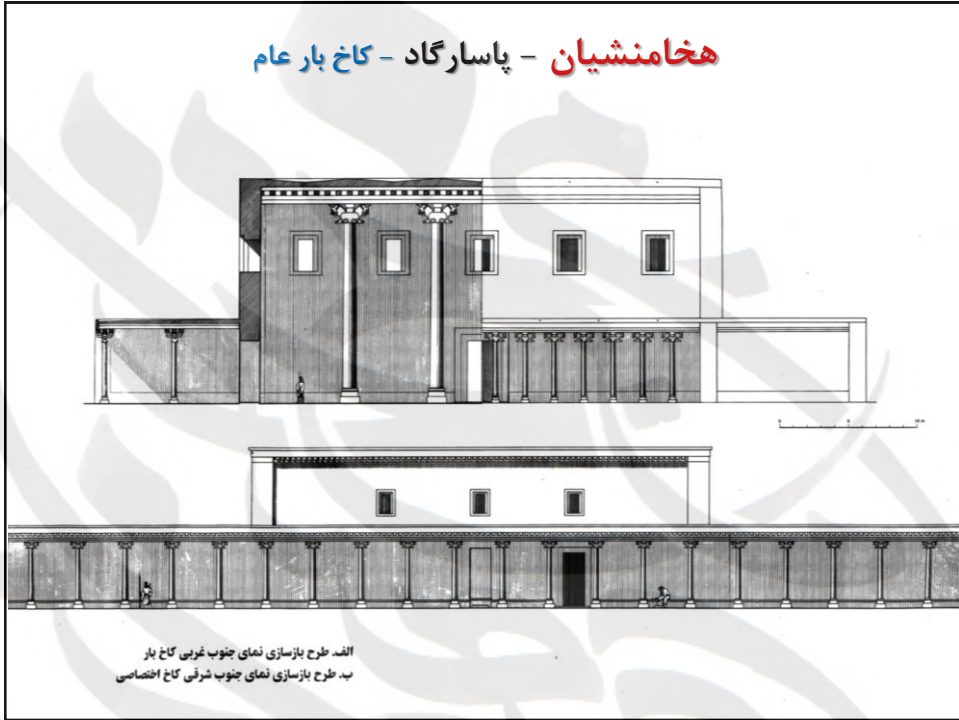 هخامنشیان - پاسارگاد - کاخ بار عام
الف. طرح بازسازی نمای جنوب غربی کاخ بار
ب. طرح بازسازی نمای جنوب شرقی کاخ اختصاصی